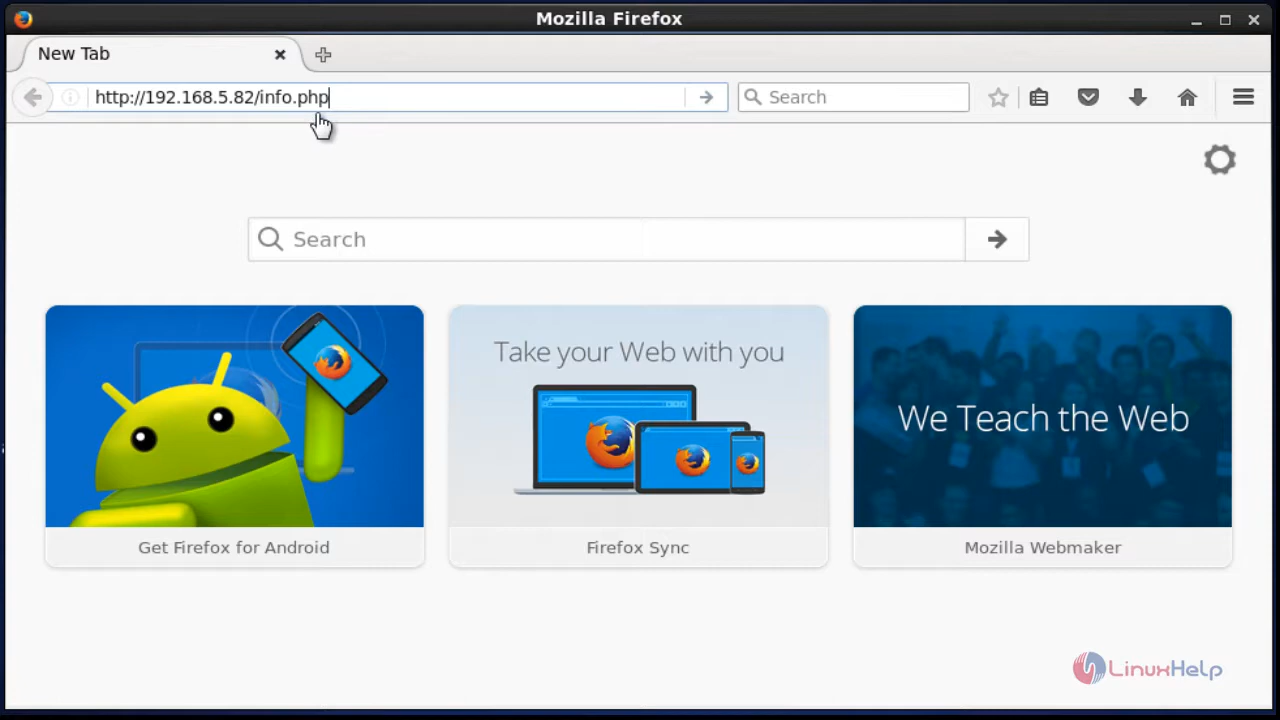 Mozilla Firefox
New Tab
http://192.168.5.82/info.php
Search
Search
Take your Web with you
We Teach the Web
Get Firefox for Android
Firefox Sync
Mozilla Webmaker
LinuxHelp